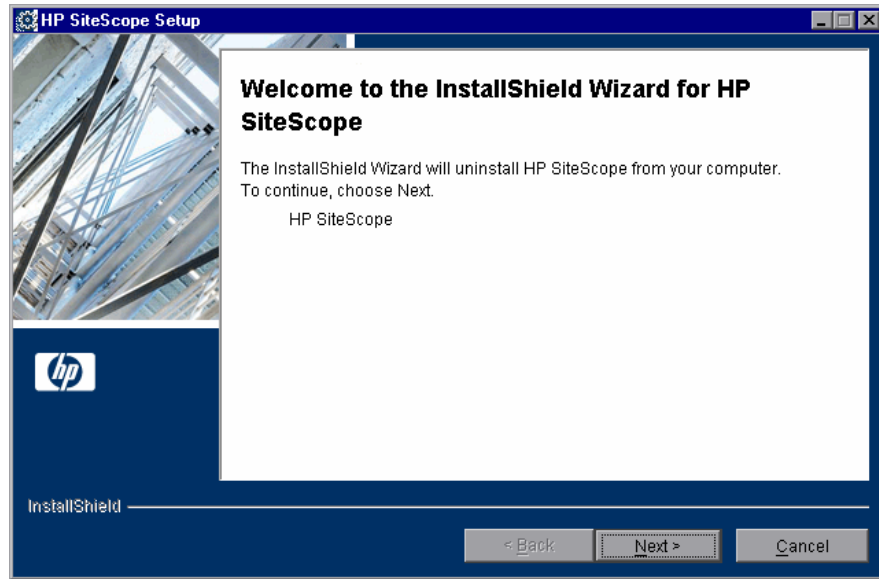 HP SiteScope Setup
Welcome to the InstallShield Wizard for HP
SiteScope
The InstallShield Wizard will uninstall HP SiteScope from your computer.
To continue, choose Next.
HP SiteScope
hp
InstallShield
< Back
Next >
Cancel